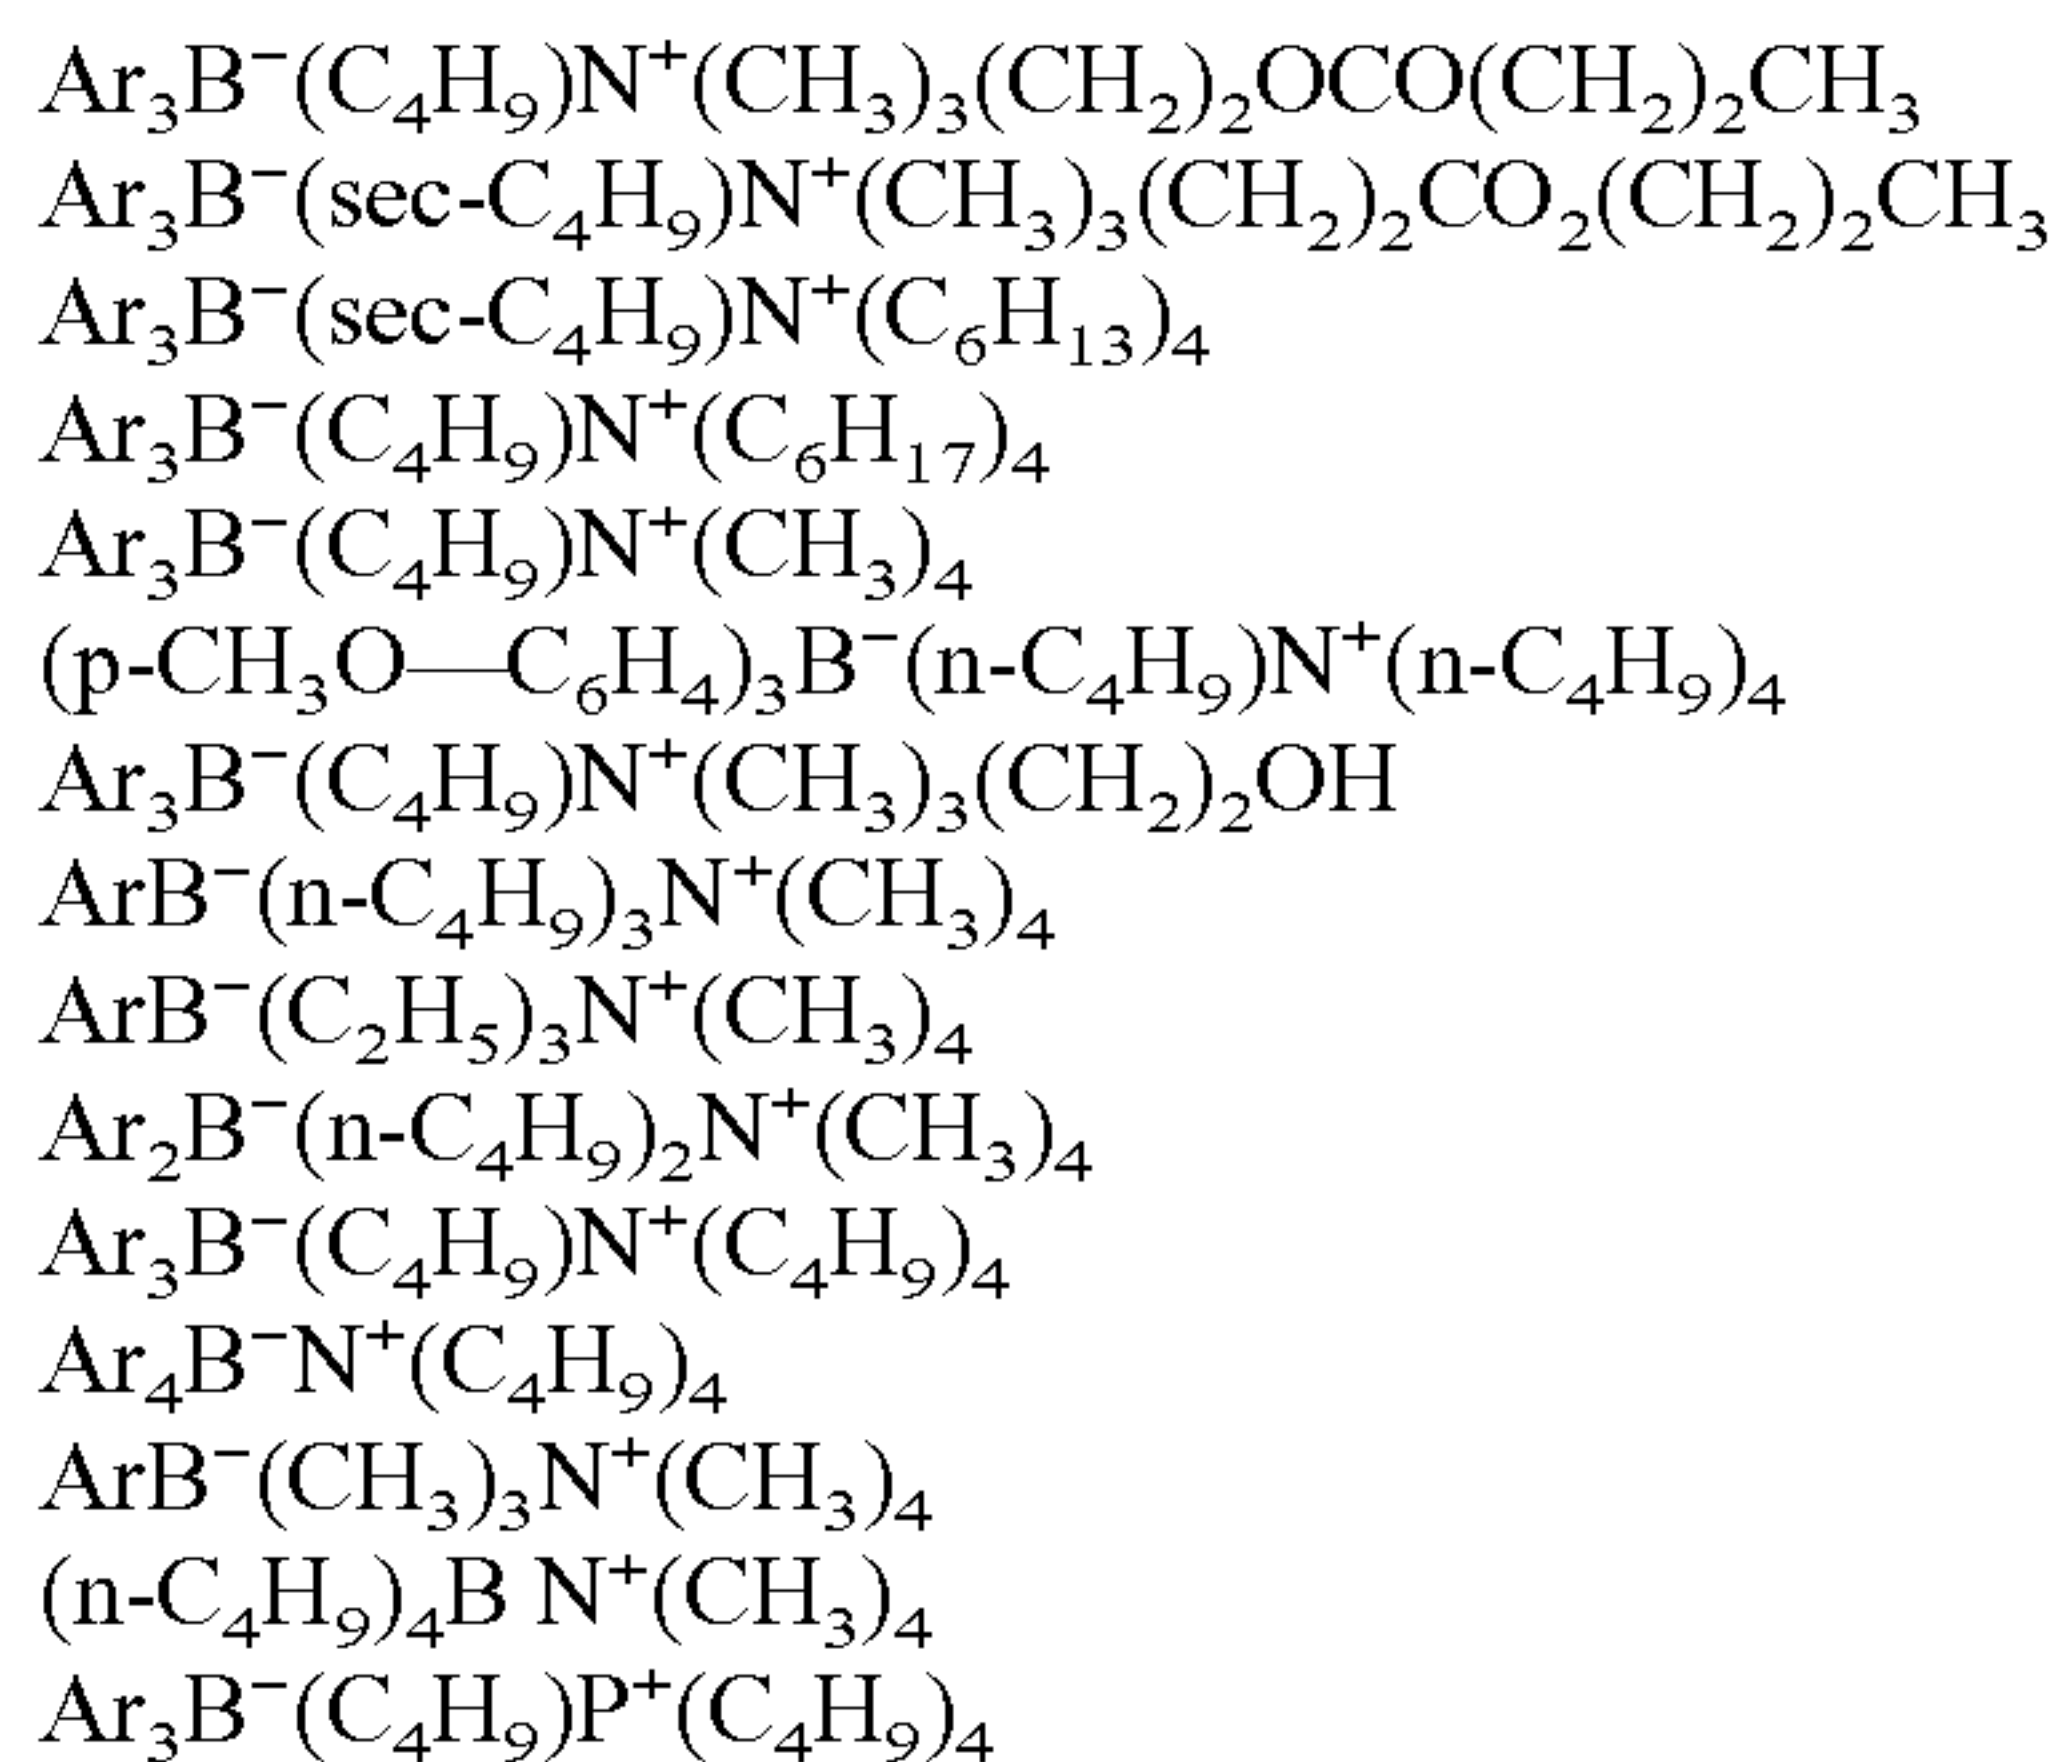 Ar₃B⁻(C₄H₉)N⁺(CH₃)₃(CH₂)₂OCO(CH₂)₂CH₃
Ar₃B⁻(sec-C₄H₉)N⁺(CH₃)₃(CH₂)₂CO₂(CH₂)₂CH₃
Ar₃B⁻(sec-C₄H₉)N⁺(C₆H₁₃)₄
Ar₃B⁻(C₄H₉)N⁺(C₆H₁₇)₄
Ar₃B⁻(C₄H₉)N⁺(CH₃)₄
(p-CH₃O—C₆H₄)₃B⁻(n-C₄H₉)N⁺(n-C₄H₉)₄
Ar₃B⁻(C₄H₉)N⁺(CH₃)₃(CH₂)₂OH
ArB⁻(n-C₄H₉)₃N⁺(CH₃)₄
ArB⁻(C₂H₅)₃N⁺(CH₃)₄
Ar₂B⁻(n-C₄H₉)₂N⁺(CH₃)₄
Ar₃B⁻(C₄H₉)N⁺(C₄H₉)₄
Ar₄B⁻N⁺(C₄H₉)₄
ArB⁻(CH₃)₃N⁺(CH₃)₄
(n-C₄H₉)₄B N⁺(CH₃)₄
Ar₃B⁻(C₄H₉)P⁺(C₄H₉)₄